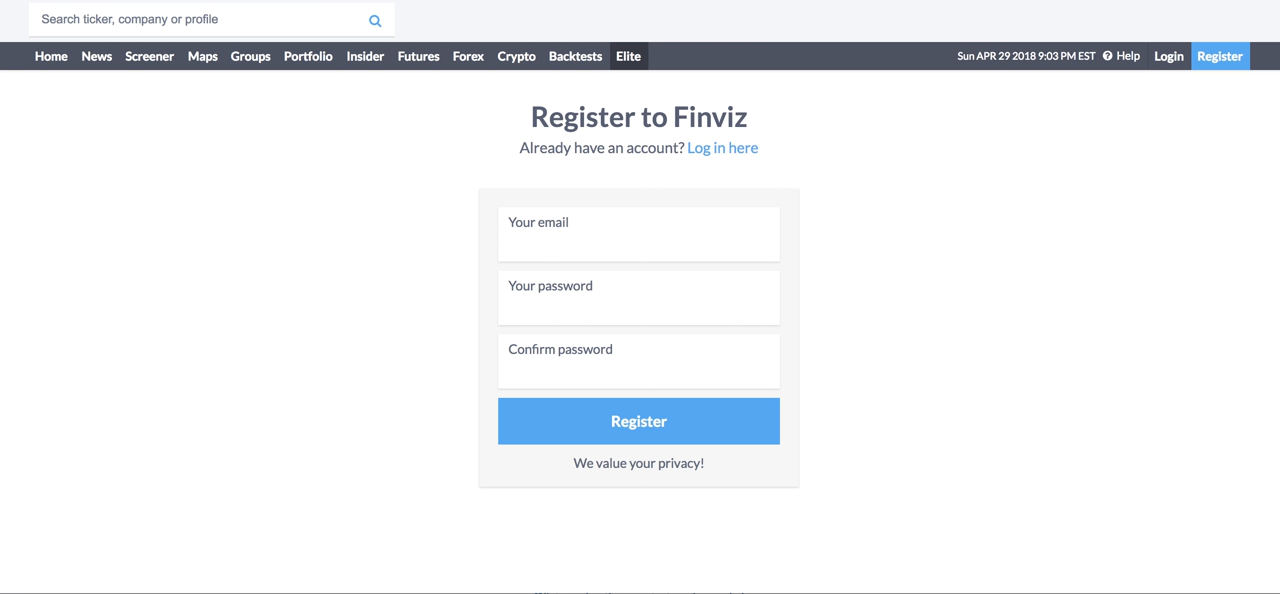 Search ticker, company or profile
Home News Screener Maps Groups Portfolio Insider Futures Forex Crypto Backtests Elite Sun APR 29 2018 9:03 PM EST Help Login Register
Register to Finviz
Already have an account? Log in here
Your email
Your password
Confirm password
Register
We value your privacy!